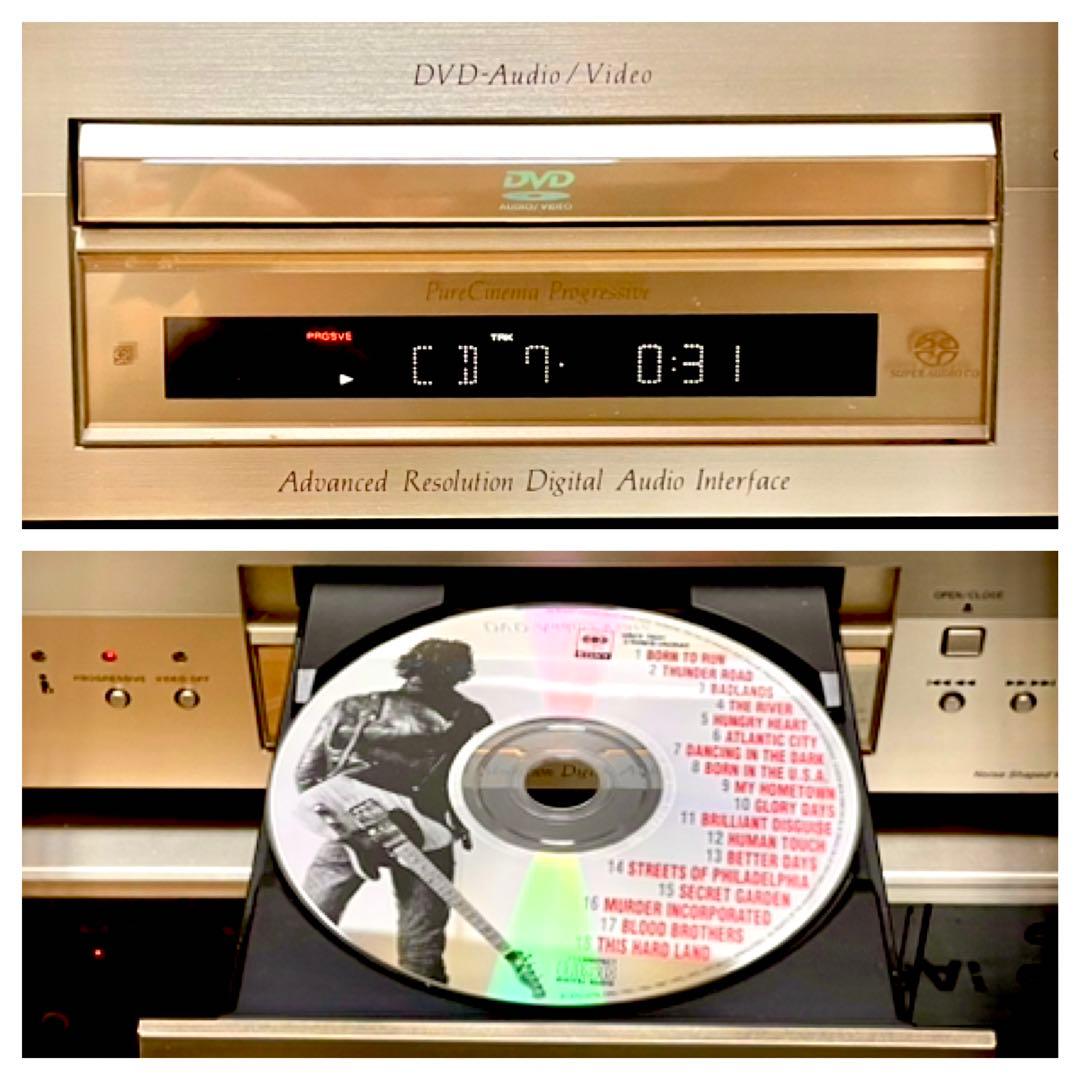 DVD-Audio/Video
DVD
AUDIO/VIDEO
PureCinema Progressive
PROSVE
TRK
CD 7. 0:31
SUPER AUDIO CD
Advanced Resolution Digital Audio Interface
OPEN/CLOSE
PROGRESSIVE
VIDEO OFF
1 BORN TO RUN
2 THUNDER ROAD
3 BADLANDS
4 THE RIVER
5 HUNGRY HEART
6 ATLANTIC CITY
7 DANCING IN THE DARK
8 BORN IN THE U.S.A.
9 MY HOMETOWN
10 GLORY DAYS
11 BRILLIANT DISGUISE
12 HUMAN TOUCH
13 BETTER DAYS
14 STREETS OF PHILADELPHIA
15 SECRET GARDEN
16 MURDER INCORPORATED
17 BLOOD BROTHERS
18 THIS HARD LAND
Noise Shaped